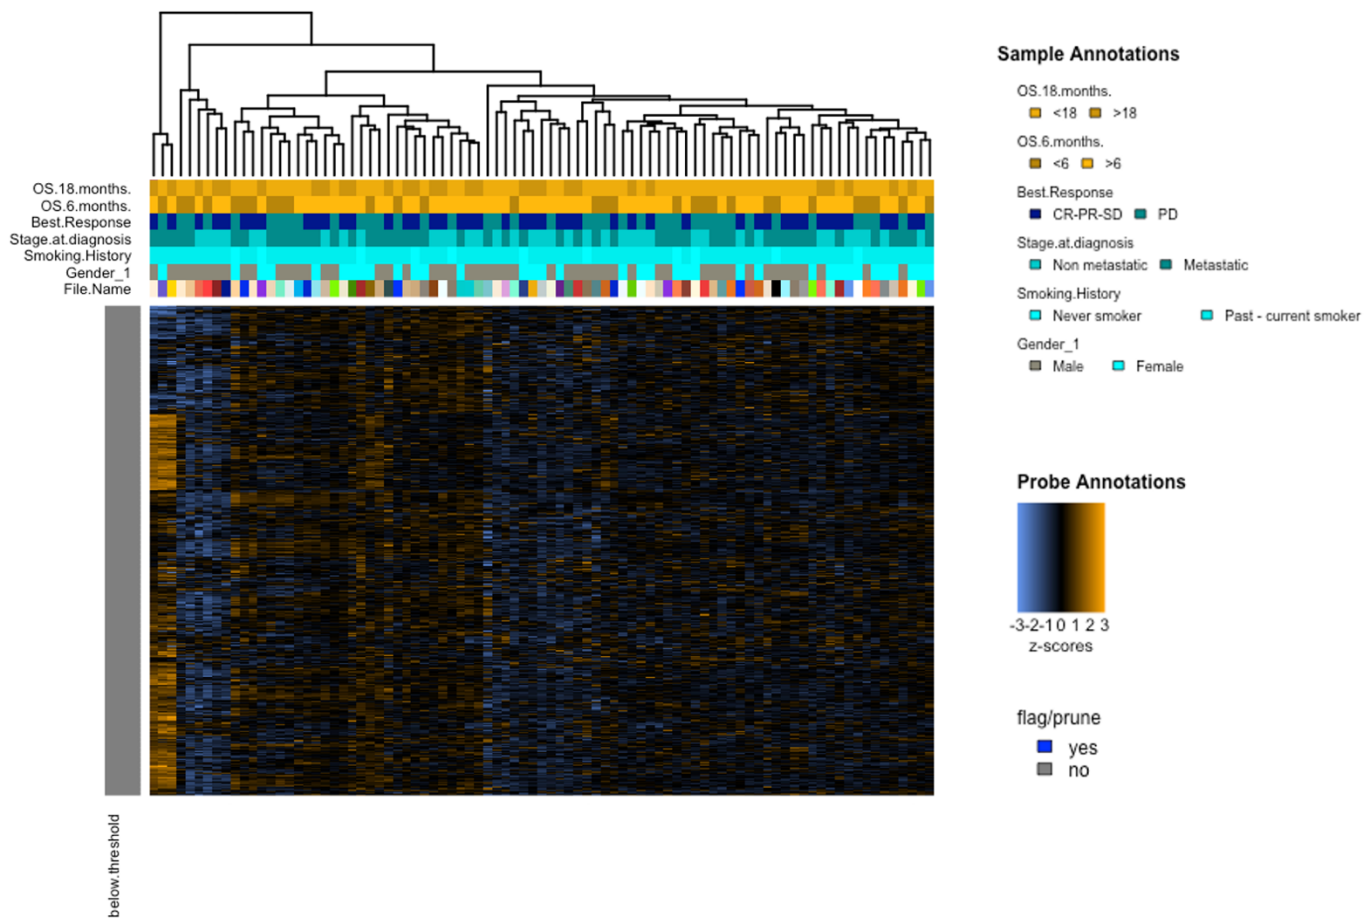 Sample Annotations
OS.18.months.
<18 >18
OS.6.months.
<6 >6
Best.Response
CR-PR-SD PD
Stage.at.diagnosis
Non metastatic Metastatic
Smoking.History
Never smoker Past - current smoker
Gender_1
Male Female
OS.18.months.
OS.6.months.
Best.Response
Stage.at.diagnosis
Smoking.History
Gender_1
File.Name
Probe Annotations
-3-2-1 0 1 2 3
z-scores
flag/prune
yes
no
below.threshold